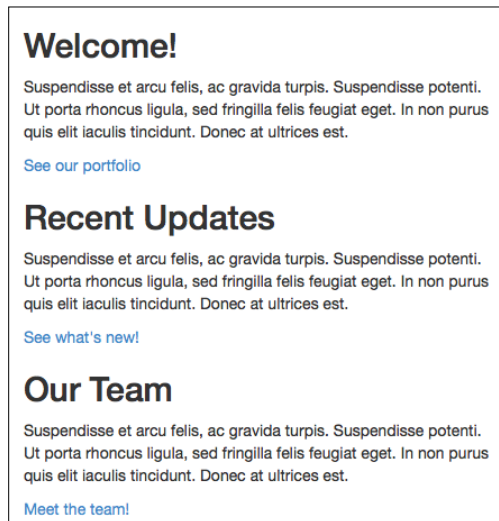 Welcome!
Suspendisse et arcu felis, ac gravida turpis. Suspendisse potenti.
Ut porta rhoncus ligula, sed fringilla felis feugiat eget. In non purus
quis elit iaculis tincidunt. Donec at ultrices est.
See our portfolio
Recent Updates
Suspendisse et arcu felis, ac gravida turpis. Suspendisse potenti.
Ut porta rhoncus ligula, sed fringilla felis feugiat eget. In non purus
quis elit iaculis tincidunt. Donec at ultrices est.
See what's new!
Our Team
Suspendisse et arcu felis, ac gravida turpis. Suspendisse potenti.
Ut porta rhoncus ligula, sed fringilla felis feugiat eget. In non purus
quis elit iaculis tincidunt. Donec at ultrices est.
Meet the team!